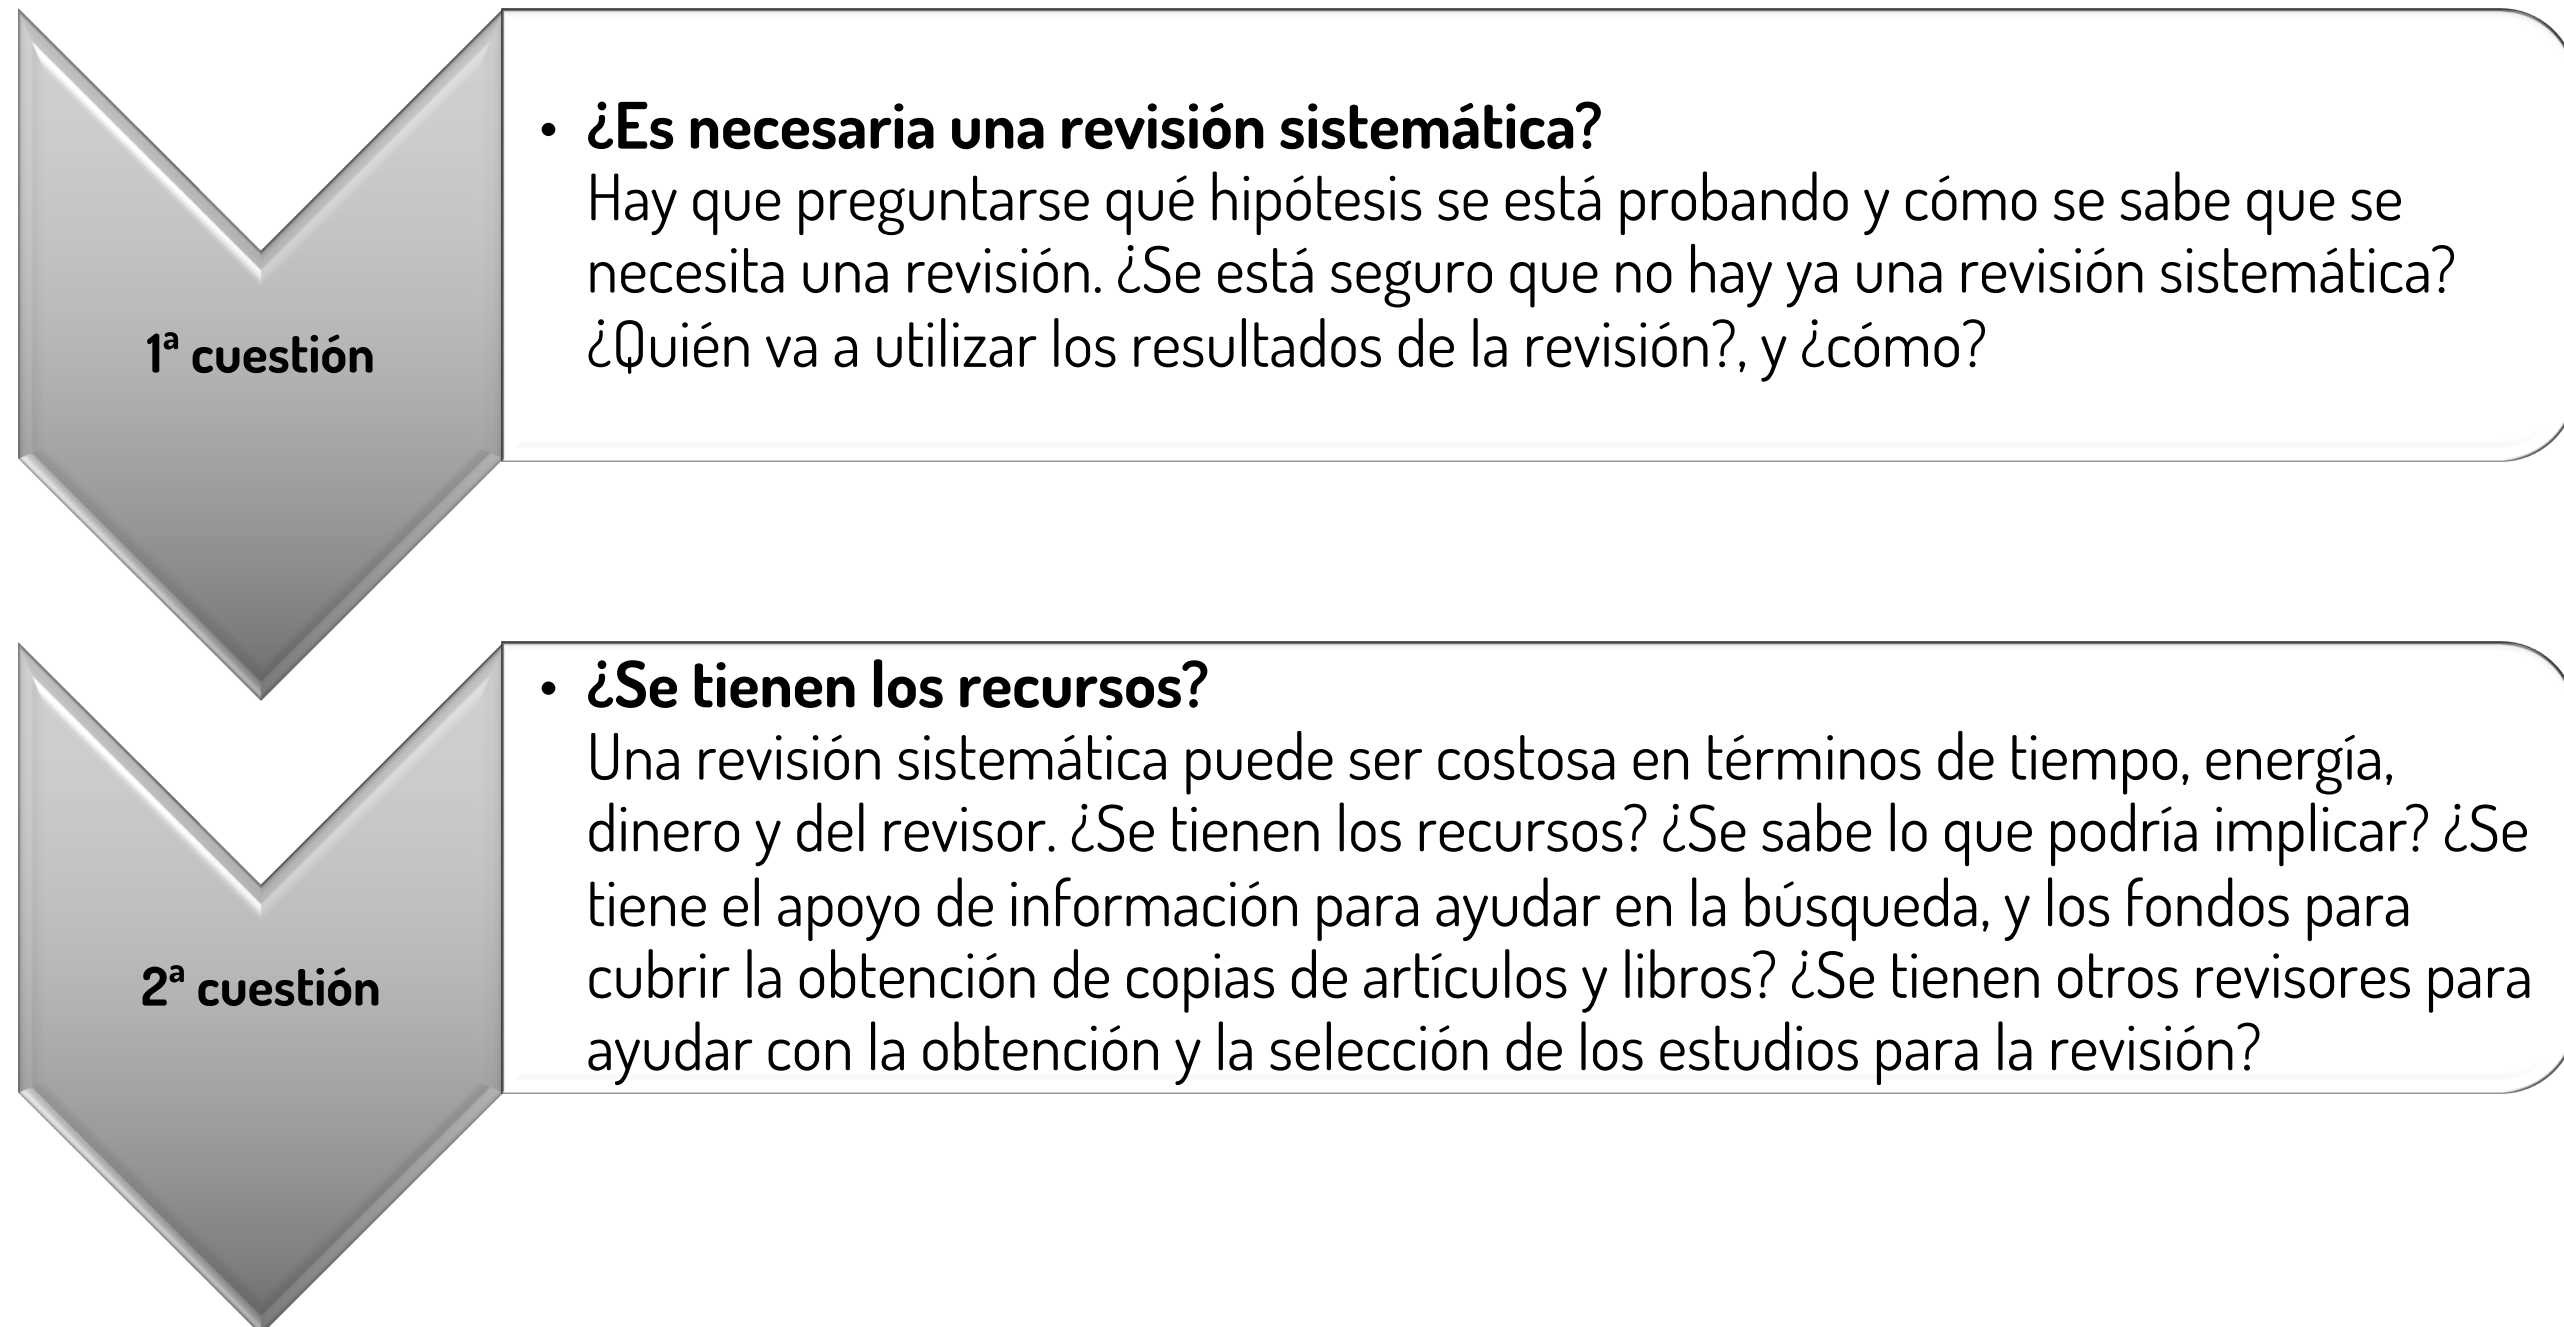 1ª cuestión
• ¿Es necesaria una revisión sistemática?
Hay que preguntarse qué hipótesis se está probando y cómo se sabe que se
necesita una revisión. ¿Se está seguro que no hay ya una revisión sistemática?
¿Quién va a utilizar los resultados de la revisión?, y ¿cómo?
2ª cuestión
• ¿Se tienen los recursos?
Una revisión sistemática puede ser costosa en términos de tiempo, energía,
dinero y del revisor. ¿Se tienen los recursos? ¿Se sabe lo que podría implicar? ¿Se
tiene el apoyo de información para ayudar en la búsqueda, y los fondos para
cubrir la obtención de copias de artículos y libros? ¿Se tienen otros revisores para
ayudar con la obtención y la selección de los estudios para la revisión?